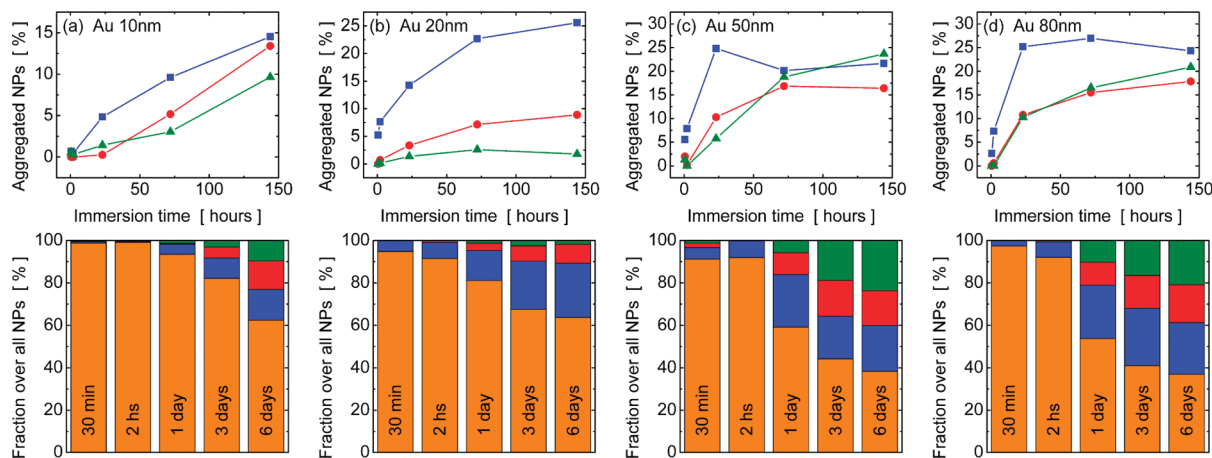 (a) Au 10nm
Aggregated NPs [ % ]
15
10
5
0
0 50 100 150
Immersion time [ hours ]
(b) Au 20nm
Aggregated NPs [ % ]
25
20
15
10
5
0
0 50 100 150
Immersion time [ hours ]
(c) Au 50nm
Aggregated NPs [ % ]
30
25
20
15
10
5
0
0 50 100 150
Immersion time [ hours ]
(d) Au 80nm
Aggregated NPs [ % ]
30
25
20
15
10
5
0
0 50 100 150
Immersion time [ hours ]
Fraction over all NPs [ % ]
100
80
60
40
20
0
30 min
2 hs
1 day
3 days
6 days
Fraction over all NPs [ % ]
100
80
60
40
20
0
30 min
2 hs
1 day
3 days
6 days
Fraction over all NPs [ % ]
100
80
60
40
20
0
30 min
2 hs
1 day
3 days
6 days
Fraction over all NPs [ % ]
100
80
60
40
20
0
30 min
2 hs
1 day
3 days
6 days